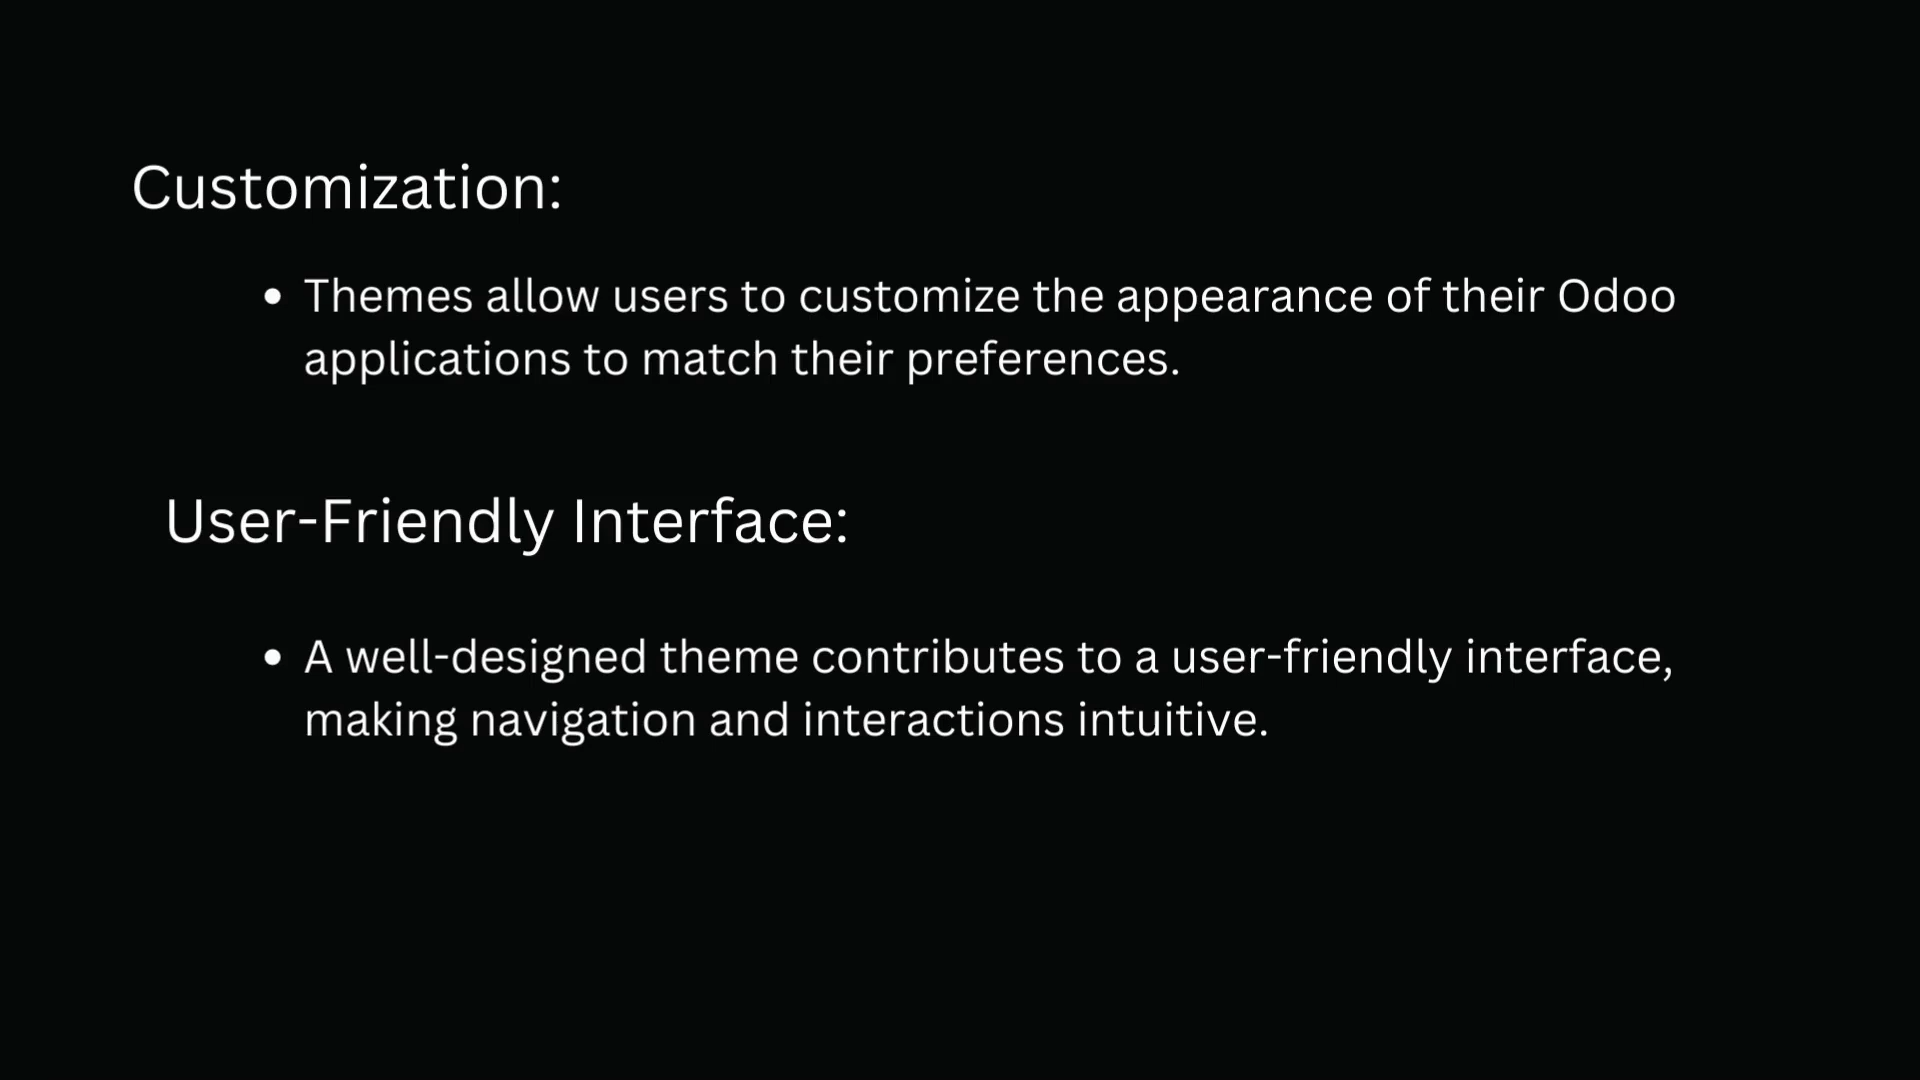 Customization:
• Themes allow users to customize the appearance of their Odoo
applications to match their preferences.
User-Friendly Interface:
• A well-designed theme contributes to a user-friendly interface,
making navigation and interactions intuitive.